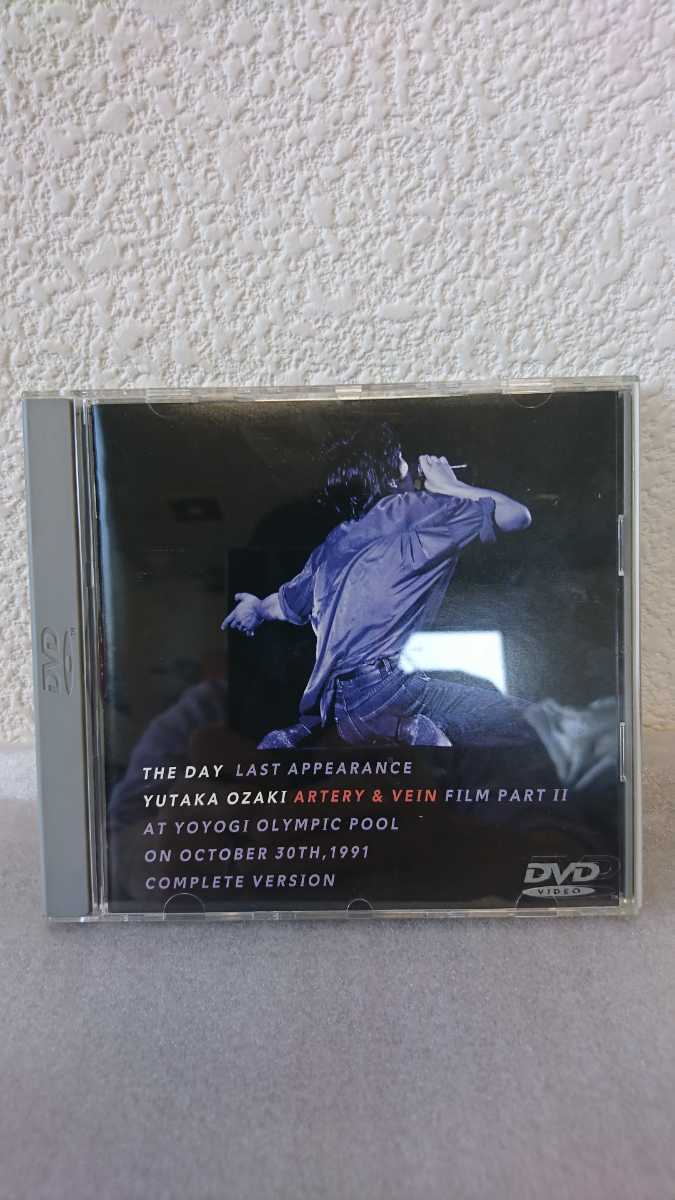 DVD™
THE DAY LAST APPEARANCE
YUTAKA OZAKI ARTERY & VEIN FILM PART II
AT YOYOGI OLYMPIC POOL
ON OCTOBER 30TH,1991
COMPLETE VERSION
DVD
VIDEO